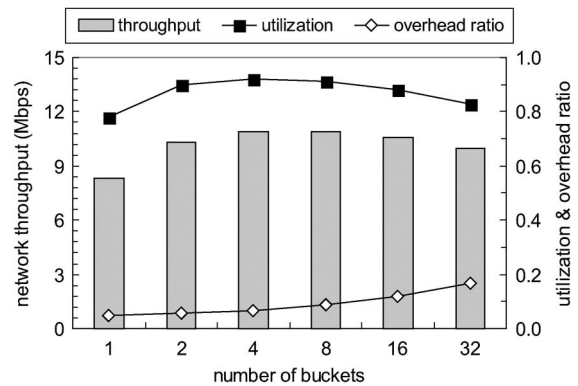 throughput utilization overhead ratio
network throughput (Mbps)
15
12
9
6
3
0
1.0
0.8
0.6
0.4
0.2
0.0
utilization & overhead ratio
1 2 4 8 16 32
number of buckets